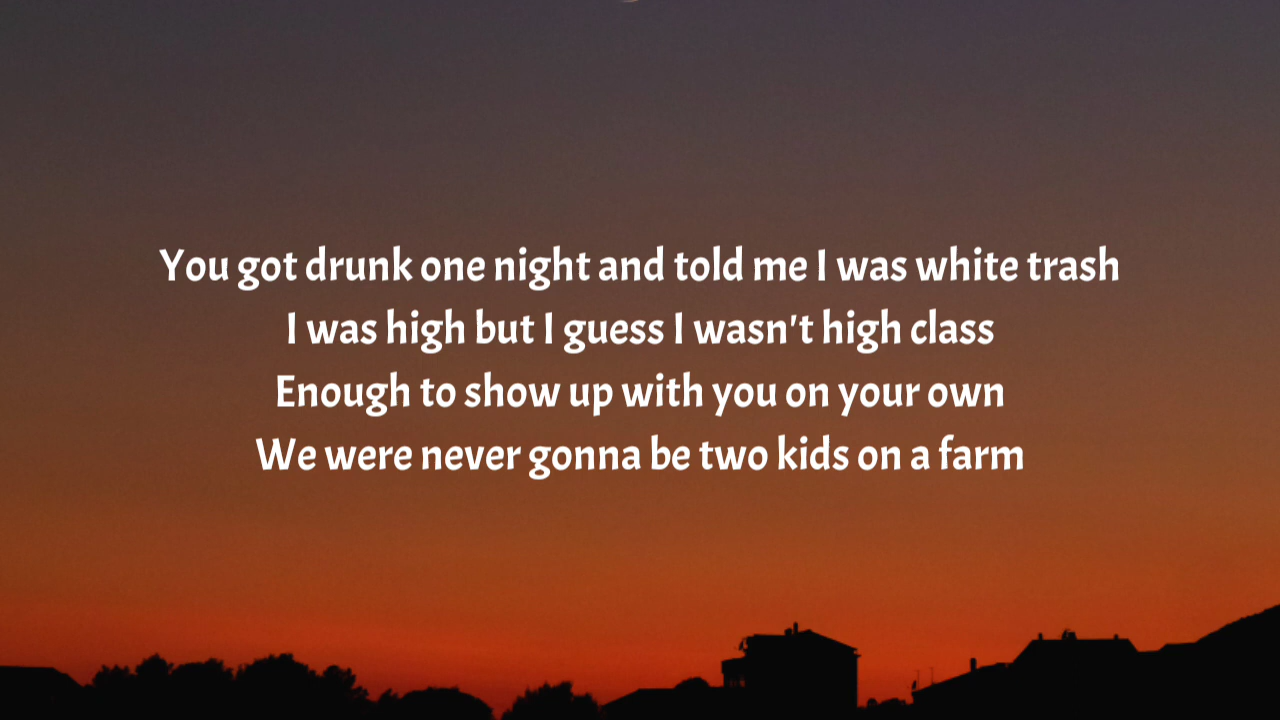 You got drunk one night and told me I was white trash
I was high but I guess I wasn't high class
Enough to show up with you on your own
We were never gonna be two kids on a farm